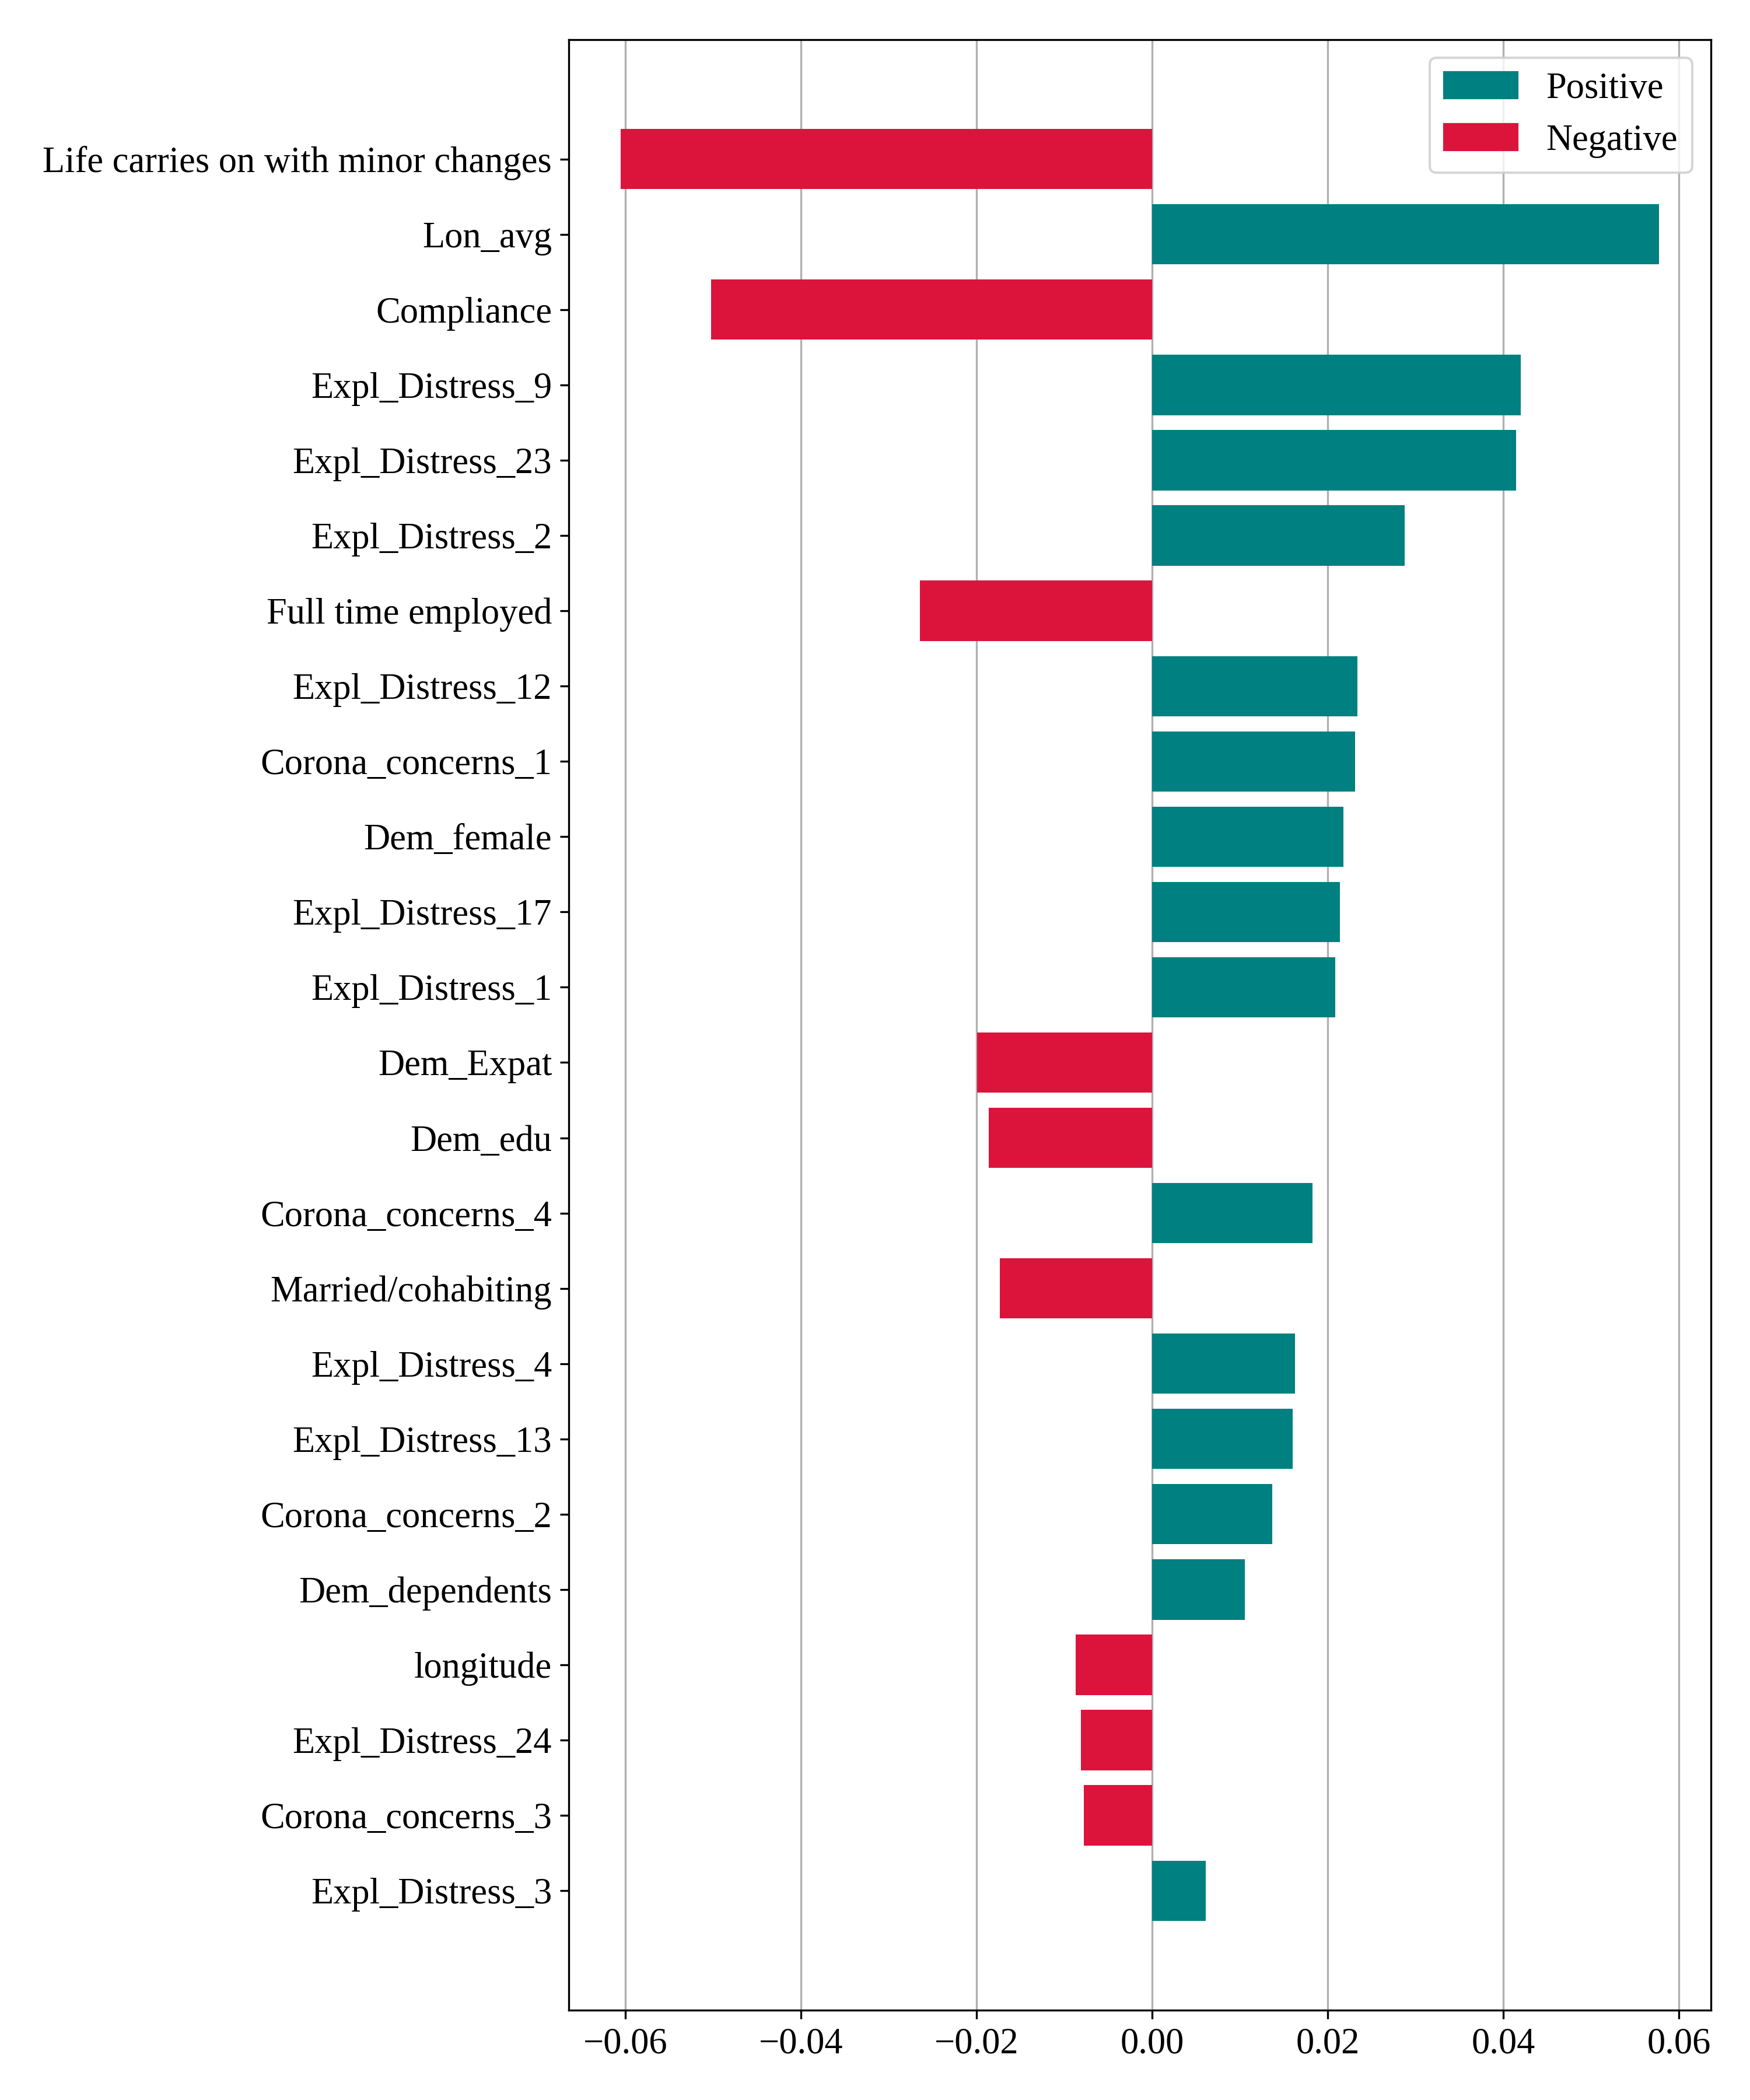 Positive
Negative
Life carries on with minor changes
Lon_avg
Compliance
Expl_Distress_9
Expl_Distress_23
Expl_Distress_2
Full time employed
Expl_Distress_12
Corona_concerns_1
Dem_female
Expl_Distress_17
Expl_Distress_1
Dem_Expat
Dem_edu
Corona_concerns_4
Married/cohabiting
Expl_Distress_4
Expl_Distress_13
Corona_concerns_2
Dem_dependents
longitude
Expl_Distress_24
Corona_concerns_3
Expl_Distress_3
−0.06 −0.04 −0.02 0.00 0.02 0.04 0.06